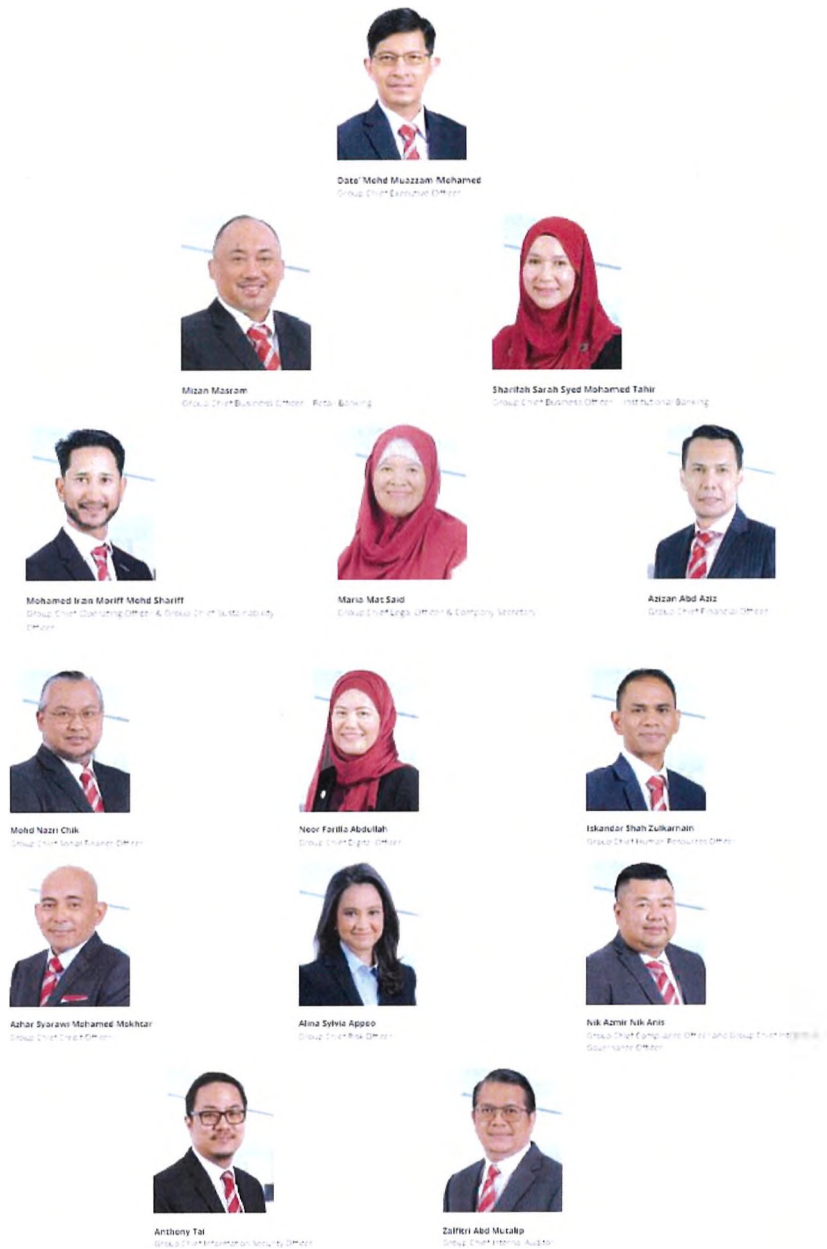 Dato' Mohd Muazzam Mohamed
Group Chief Executive Officer
Mizan Masram
Group Chief Business Officer - Retail Banking
Sharifah Sarah Syed Mohamed Tahir
Group Chief Business Officer - Institutional Banking
Mohamed Iran Moriff Mohd Shariff
Group Chief Operating Officer & Group Chief Sustainability
Officer
Maria Mat Said
Group Chief Legal Officer & Company Secretary
Azizan Abd Aziz
Group Chief Financial Officer
Mohd Nazri Chik
Group Chief Social Finance Officer
Noor Farilla Abdullah
Group Chief Digital Officer
Iskandar Shah Zulkarnain
Group Chief Human Resources Officer
Azhar Syarawi Mohamed Mokhtar
Group Chief Credit Officer
Alina Sylvia Appoo
Group Chief Risk Officer
Nik Azmir Nik Anis
Group Chief Compliance Officer and Group Chief
Governance Officer
Anthony Tai
Group Chief Information Security Officer
Zalfitri Abd Mutalip
Group Chief Internal Auditor